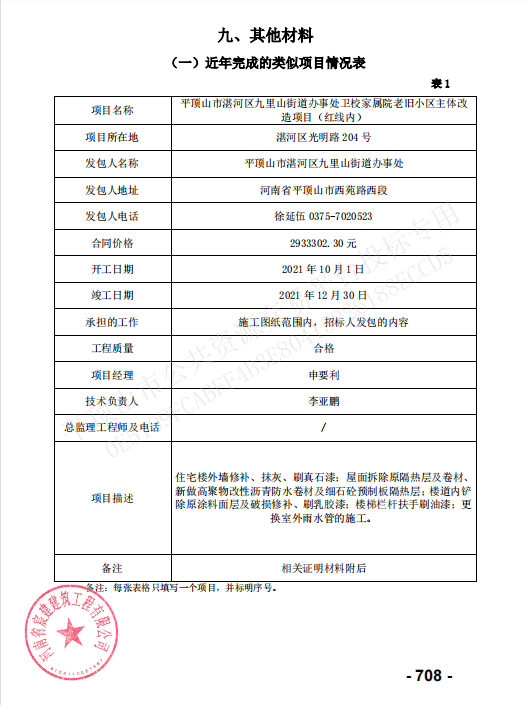 九、其他材料
（一）近年完成的类似项目情况表
表1
项目名称 平顶山市湛河区九里山街道办事处卫校家属院老旧小区主体改
造项目（红线内）
项目所在地 湛河区光明路 204 号
发包人名称 平顶山市湛河区九里山街道办事处
发包人地址 河南省平顶山市西苑路西段
发包人电话 徐延伍 0375-7020523
合同价格 2933302.30 元
开工日期 2021 年 10 月 1 日
竣工日期 2021 年 12 月 30 日
承担的工作 施工图纸范围内，招标人发包的内容
工程质量 合格
项目经理 申要利
技术负责人 李亚鹏
总监理工程师及电话 /
项目描述 住宅楼外墙修补、抹灰、刷真石漆；屋面拆除原隔热层及卷材、
新做高聚物改性沥青防水卷材及细石砼预制板隔热层；楼道内铲
除原涂料面层及破损修补、刷乳胶漆；楼梯栏杆扶手刷油漆；更
换室外雨水管的施工。
备注 相关证明材料附后
备注：每张表格只填写一个项目，并标明序号。
河南省宸建建筑工程有限公司
- 708 -